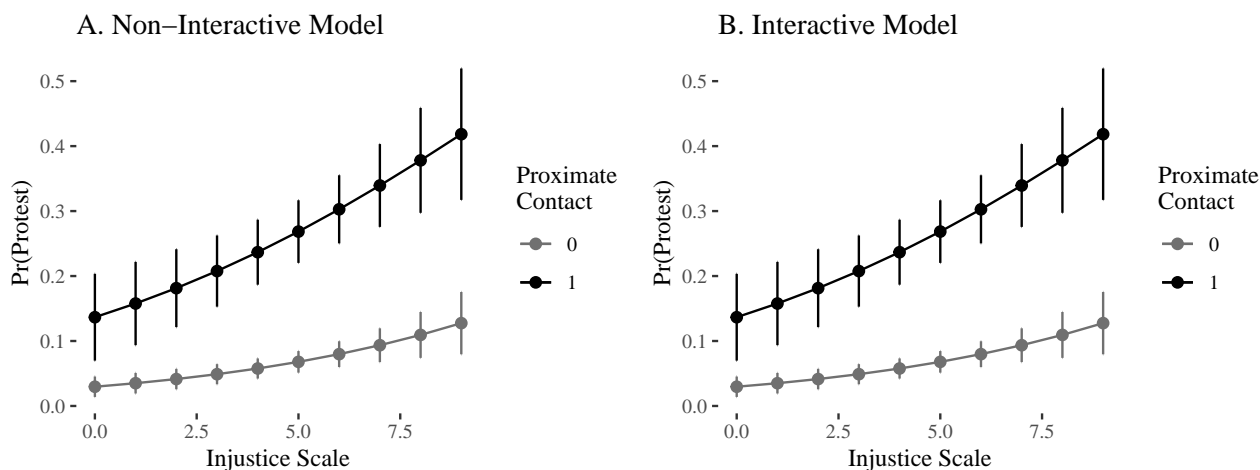 A. Non−Interactive Model
0.5
0.4
0.3
0.2
0.1
0.0
Pr(Protest)
0.0 2.5 5.0 7.5
Injustice Scale
Proximate
Contact
0
1
B. Interactive Model
0.5
0.4
0.3
0.2
0.1
0.0
Pr(Protest)
0.0 2.5 5.0 7.5
Injustice Scale
Proximate
Contact
0
1